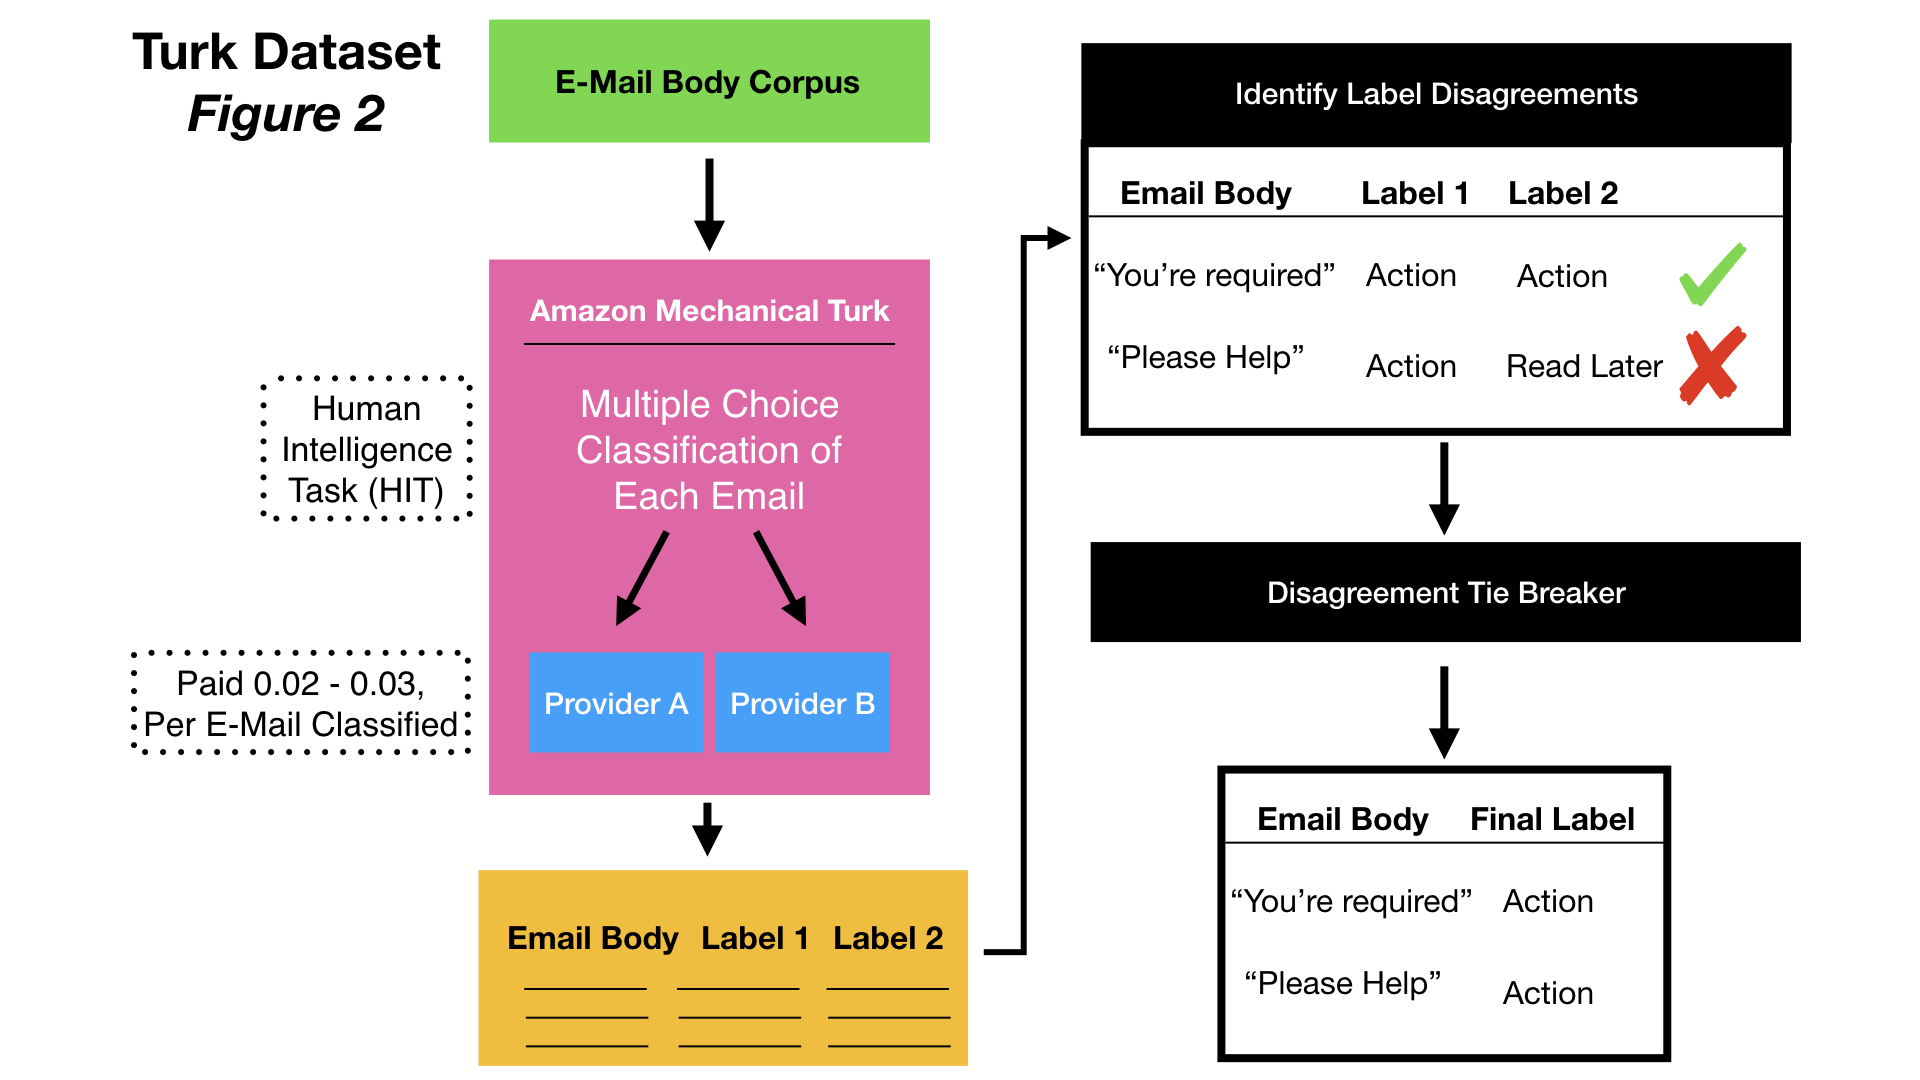 Turk Dataset
Figure 2
E-Mail Body Corpus
Amazon Mechanical Turk
Multiple Choice
Classification of
Each Email
Human
Intelligence
Task (HIT)
Provider A
Provider B
Paid 0.02 - 0.03,
Per E-Mail Classified
Email Body Label 1 Label 2
Identify Label Disagreements
Email Body Label 1 Label 2
“You’re required” Action Action
“Please Help” Action Read Later
Disagreement Tie Breaker
Email Body Final Label
“You’re required” Action
“Please Help” Action